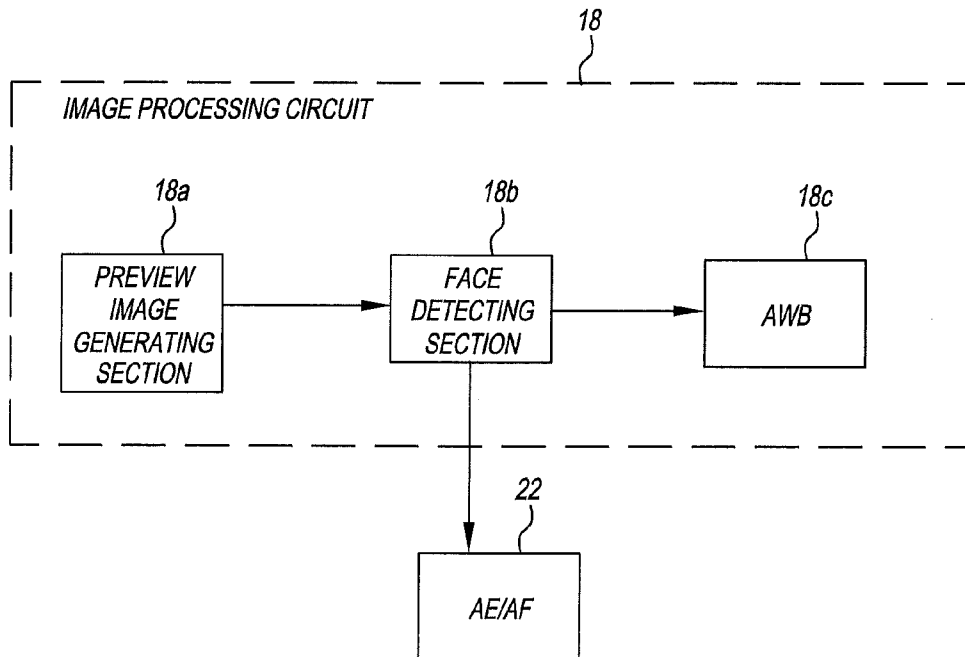 18
IMAGE PROCESSING CIRCUIT
18a
18b
18c
PREVIEW
IMAGE
GENERATING
SECTION
FACE
DETECTING
SECTION
AWB
22
AE/AF